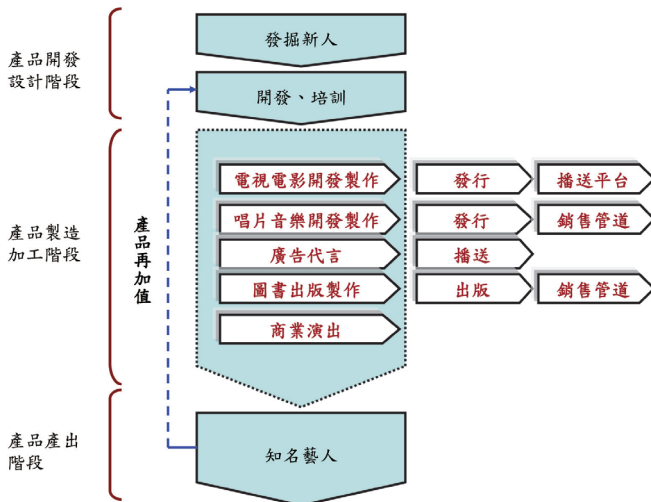 產品開發
設計階段
發掘新人
開發、培訓
產品製造
加工階段
產品再加值
電視電影開發製作 發行 播送平台
唱片音樂開發製作 發行 銷售管道
廣告代言 播送
圖書出版製作 出版 銷售管道
商業演出
產品產出
階段
知名藝人